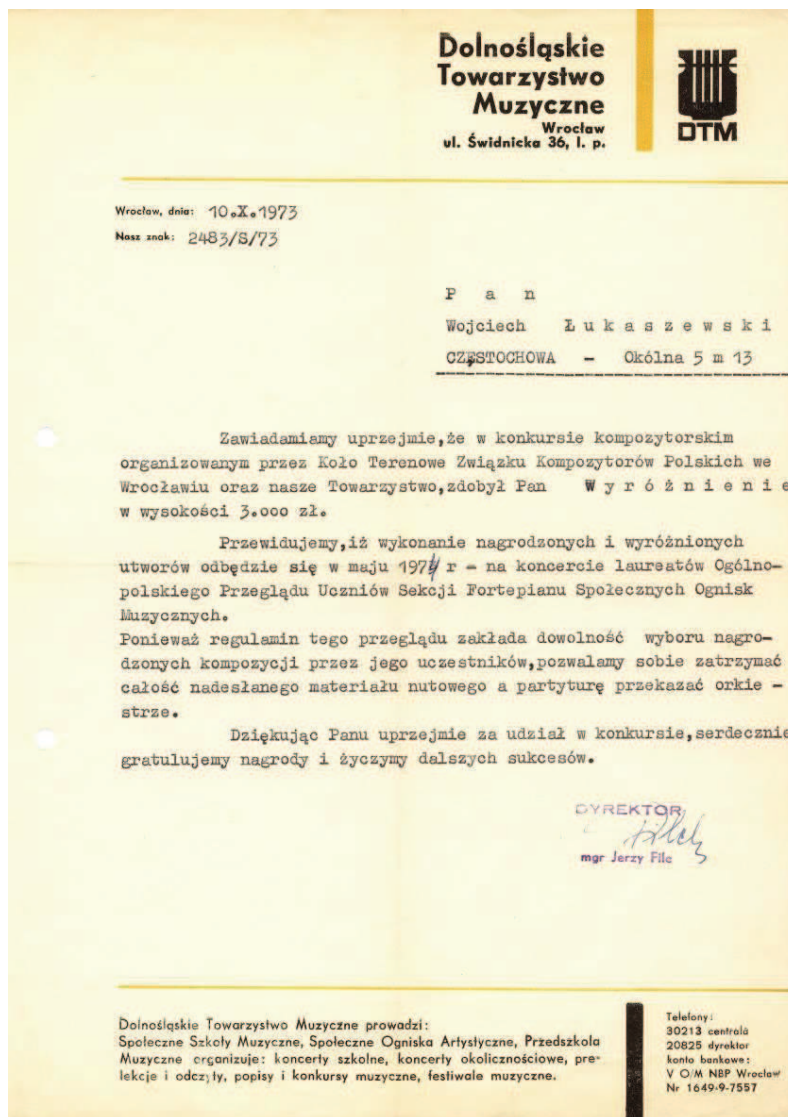 Dolnośląskie
Towarzystwo
Muzyczne
Wrocław
ul. Świdnicka 36, I. p.
DTM
Wrocław, dnia: 10.X.1973
Nasz znak: 2483/S/73
P a n
Wojciech Ł u k a s z e w s k i
CZĘSTOCHOWA - Okólna 5 m 13
Zawiadamiamy uprzejmie,że w konkursie kompozytorskim
organizowanym przez Koło Terenowe Związku Kompozytorów Polskich we
Wrocławiu oraz nasze Towarzystwo,zdobył Pan W y r ó ż n i e n i e
w wysokości 3.ooo zł.
Przewidujemy,iż wykonanie nagrodzonych i wyróżnionych
utworów odbędzie się w maju 1974 r - na koncercie laureatów Ogólno-
polskiego Przeglądu Uczniów Sekcji Fortepianu Społecznych Ognisk
Muzycznych.
Ponieważ regulamin tego przeglądu zakłada dowolność wyboru nagro-
dzonych kompozycji przez jego uczestników,pozwalamy sobie zatrzymać
całość nadesłanego materiału nutowego a partyturę przekazać orkie -
strze.
Dziękując Panu uprzejmie za udział w konkursie,serdecznie
gratulujemy nagrody i życzymy dalszych sukcesów.
DYREKTOR
mgr Jerzy Filc
Dolnośląskie Towarzystwo Muzyczne prowadzi:
Społeczne Szkoły Muzyczne, Społeczne Ogniska Artystyczne, Przedszkola
Muzyczne organizuje: koncerty szkolne, koncerty okolicznościowe, pre-
lekcje i odczyty, popisy i konkursy muzyczne, festiwale muzyczne.
Telefony:
30213 centrala
20825 dyrektor
konto bankowe:
V O/M NBP Wrocław
Nr 1649-9-7557